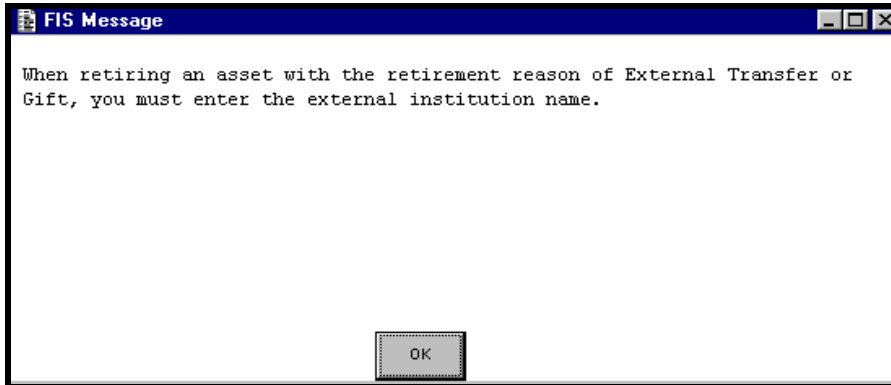 FIS Message
When retiring an asset with the retirement reason of External Transfer or
Gift, you must enter the external institution name.
OK